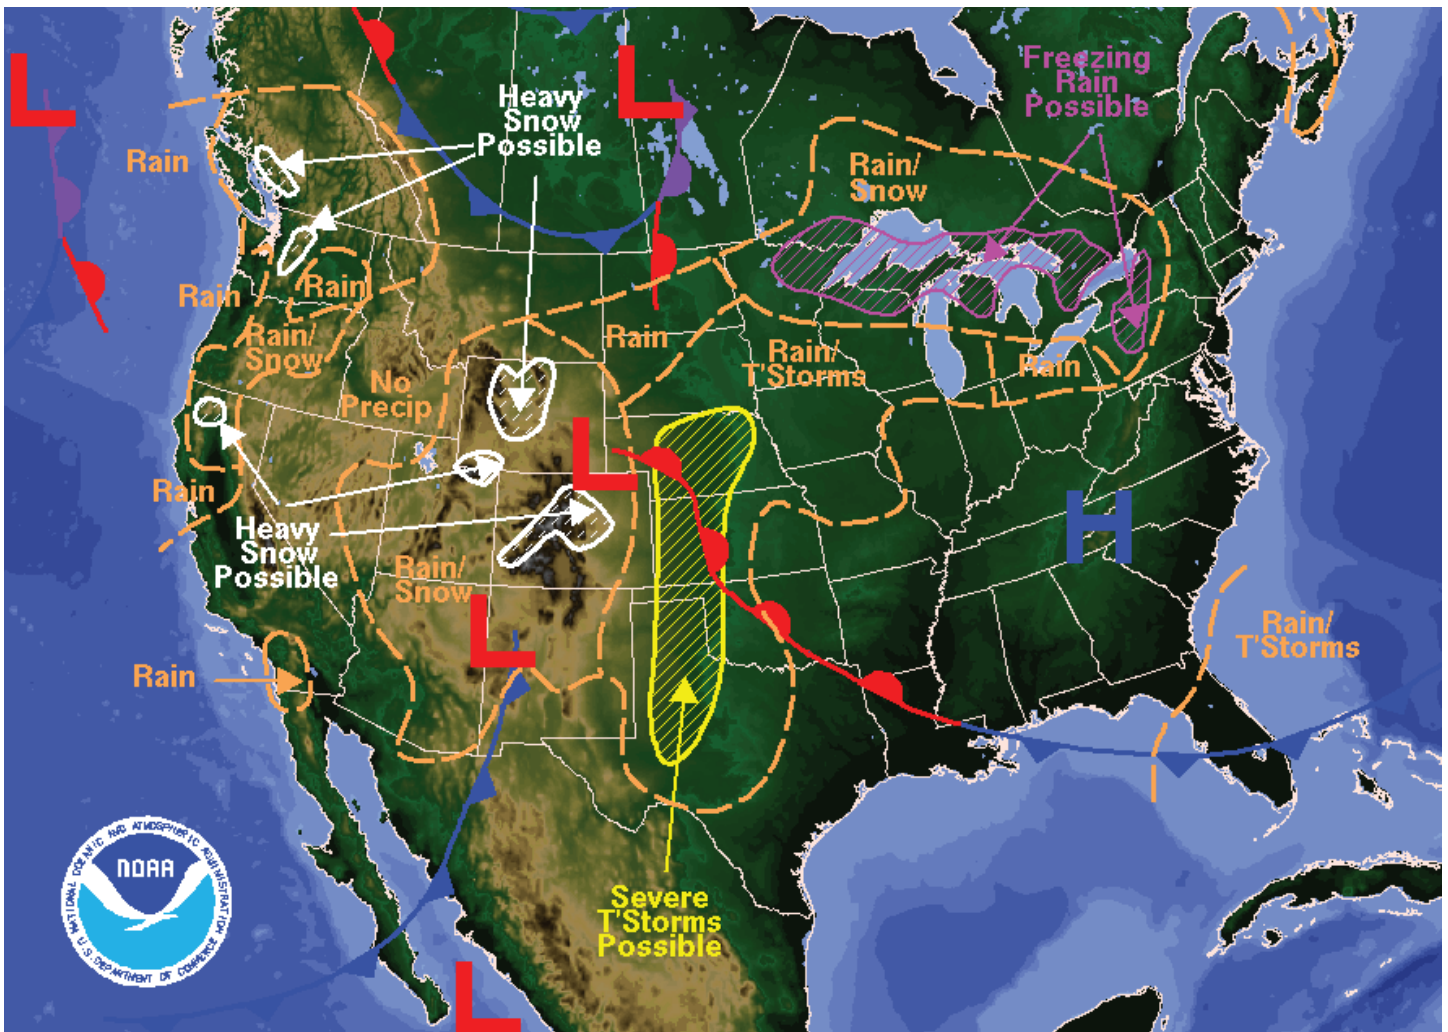 L
L
Freezing
Rain
Possible
Heavy
Snow
Possible
Rain
Rain/
Snow
Rain
Rain
Rain/
Snow
Rain
Rain/
T'Storms
Rain
No
Precip
L
Rain
H
Heavy
Snow
Possible
Rain/
Snow
L
Rain/
T'Storms
Rain
NATIONAL OCEANIC AND ATMOSPHERIC ADMINISTRATION
NOAA
U.S. DEPARTMENT OF COMMERCE
Severe
T'Storms
Possible
L